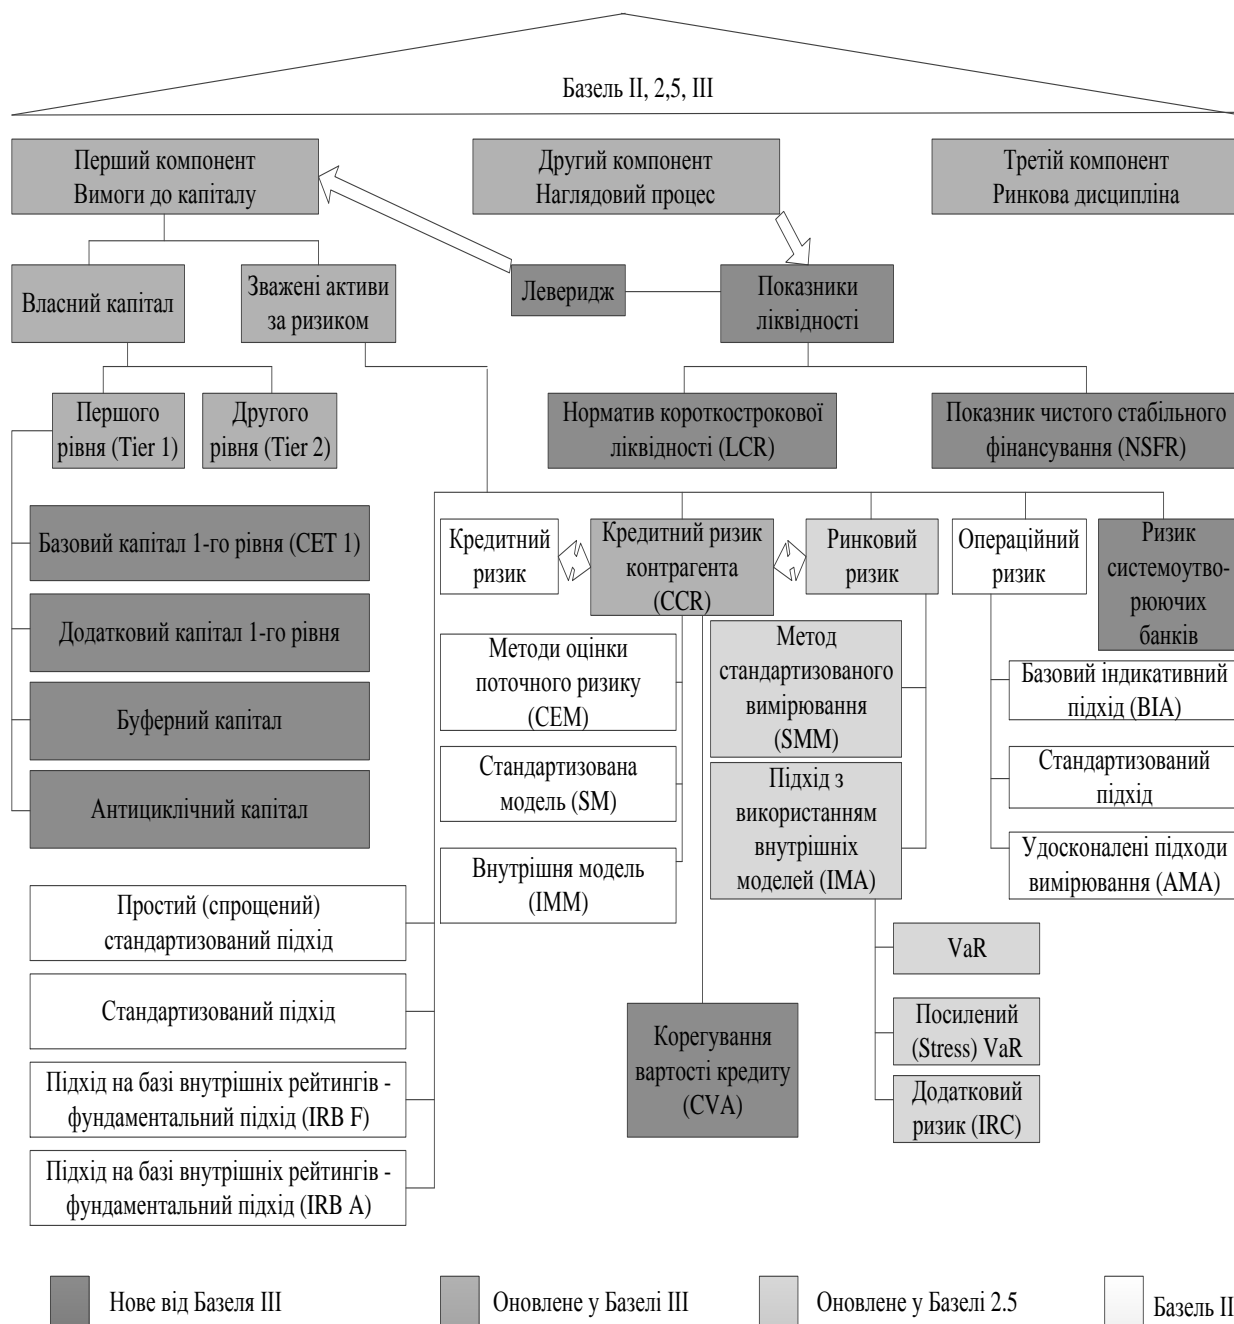 Базель II, 2,5, III
Перший компонент
Вимоги до капіталу
Другий компонент
Наглядовий процес
Третій компонент
Ринкова дисципліна
Власний капітал
Зважені активи
за ризиком
Леверидж
Показники
ліквідності
Першого
рівня (Tier 1)
Другого
рівня (Tier 2)
Норматив короткострокової
ліквідності (LCR)
Показник чистого стабільного
фінансування (NSFR)
Базовий капітал 1-го рівня (CET 1)
Додатковий капітал 1-го рівня
Буферний капітал
Антициклічний капітал
Кредитний
ризик
Кредитний ризик
контрагента
(CCR)
Ринковий
ризик
Операційний
ризик
Ризик
системоутво-
рюючих
банків
Методи оцінки
поточного ризику
(CEM)
Стандартизована
модель (SM)
Внутрішня модель
(IMM)
Метод
стандартизованого
вимірювання
(SMM)
Підхід з
використанням
внутрішніх
моделей (IMA)
Базовий індикативний
підхід (BIA)
Стандартизований
підхід
Удосконалені підходи
вимірювання (AMA)
Простий (спрощений)
стандартизований підхід
Стандартизований підхід
Підхід на базі внутрішніх рейтингів -
фундаментальний підхід (IRB F)
Підхід на базі внутрішніх рейтингів -
фундаментальний підхід (IRB A)
Корегування
вартості кредиту
(CVA)
VaR
Посилений
(Stress) VaR
Додатковий
ризик (IRC)
Нове від Базеля III
Оновлене у Базелі III
Оновлене у Базелі 2.5
Базель II